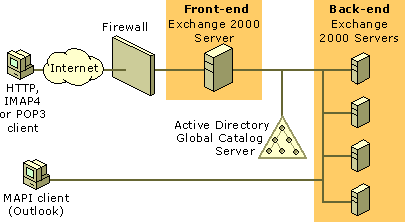 Front-end
Exchange 2000
Server
Back-end
Exchange
2000 Servers
Firewall
Internet
HTTP,
IMAP4
or POP3
client
Active Directory
Global Catalog
Server
MAPI client
(Outlook)